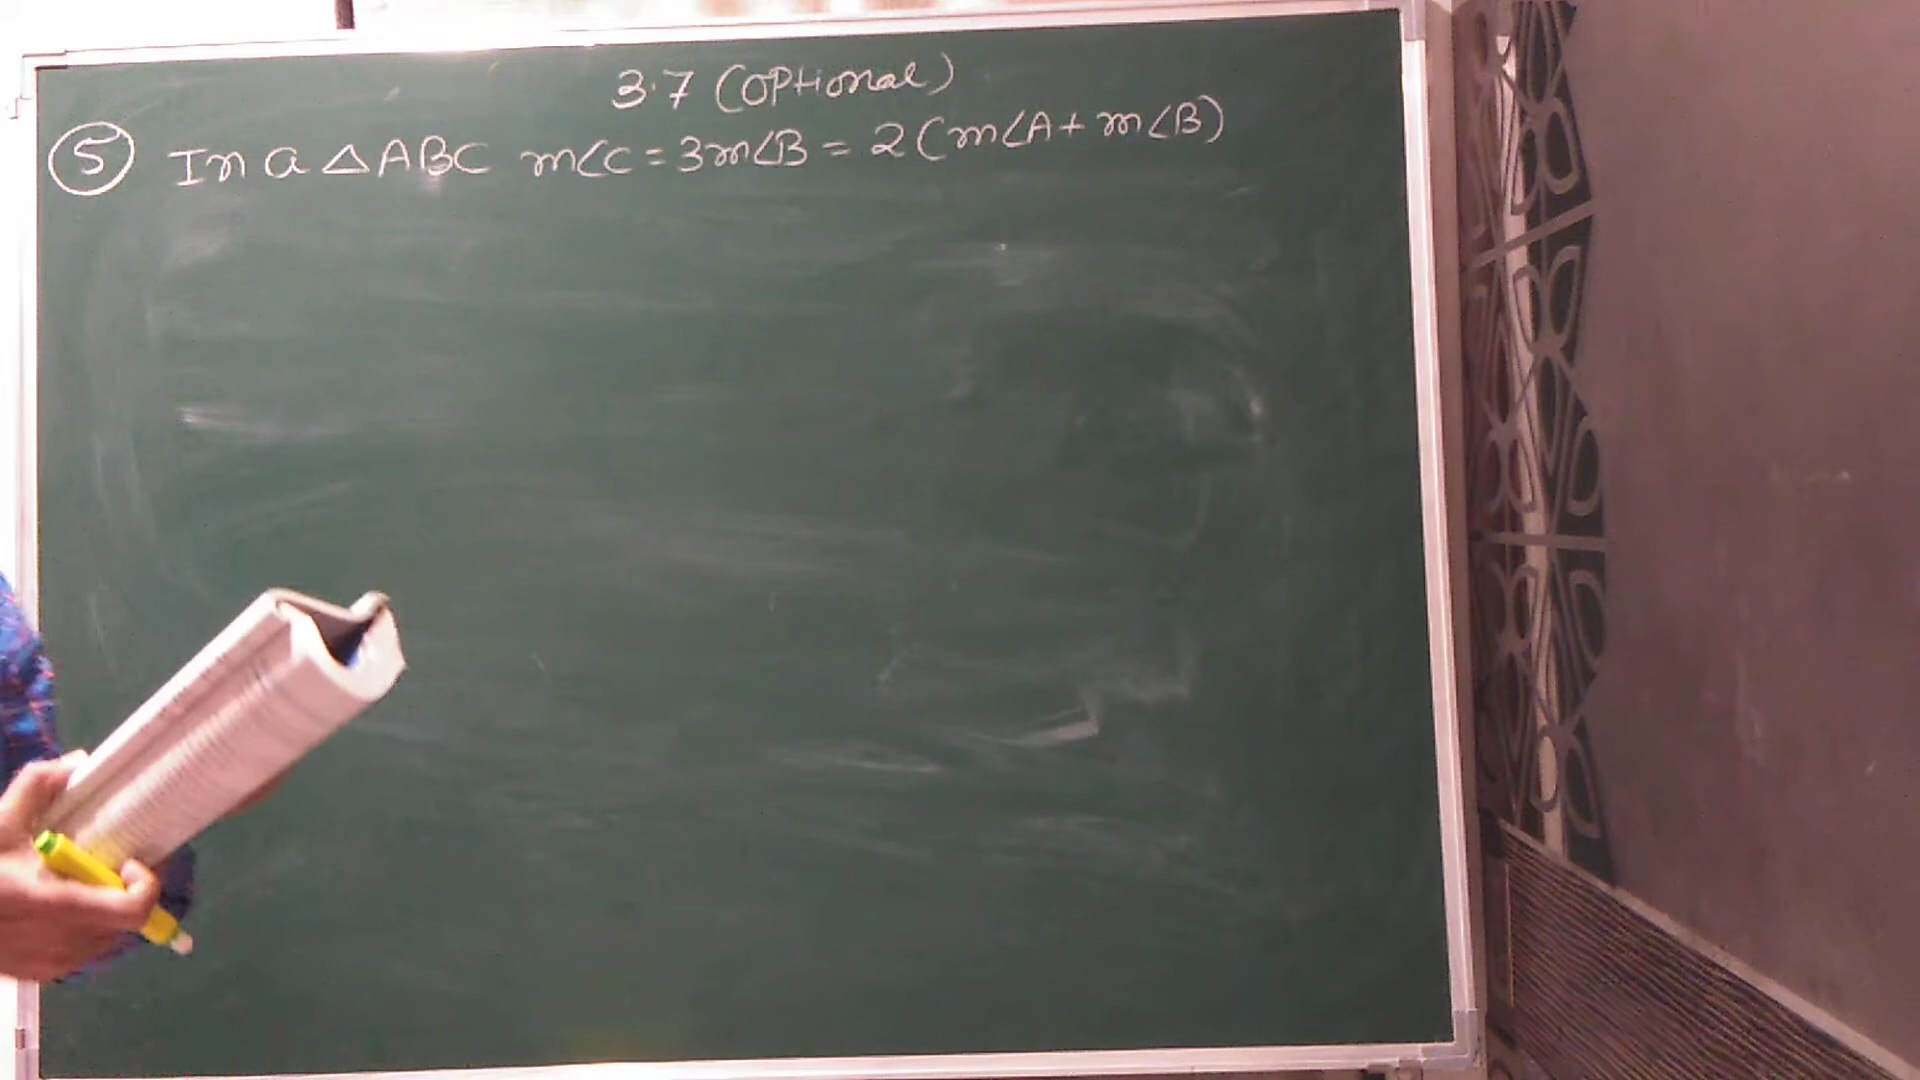 3.7 (Optional)
5 In a △ABC m∠C = 3m∠B = 2(m∠A + m∠B)